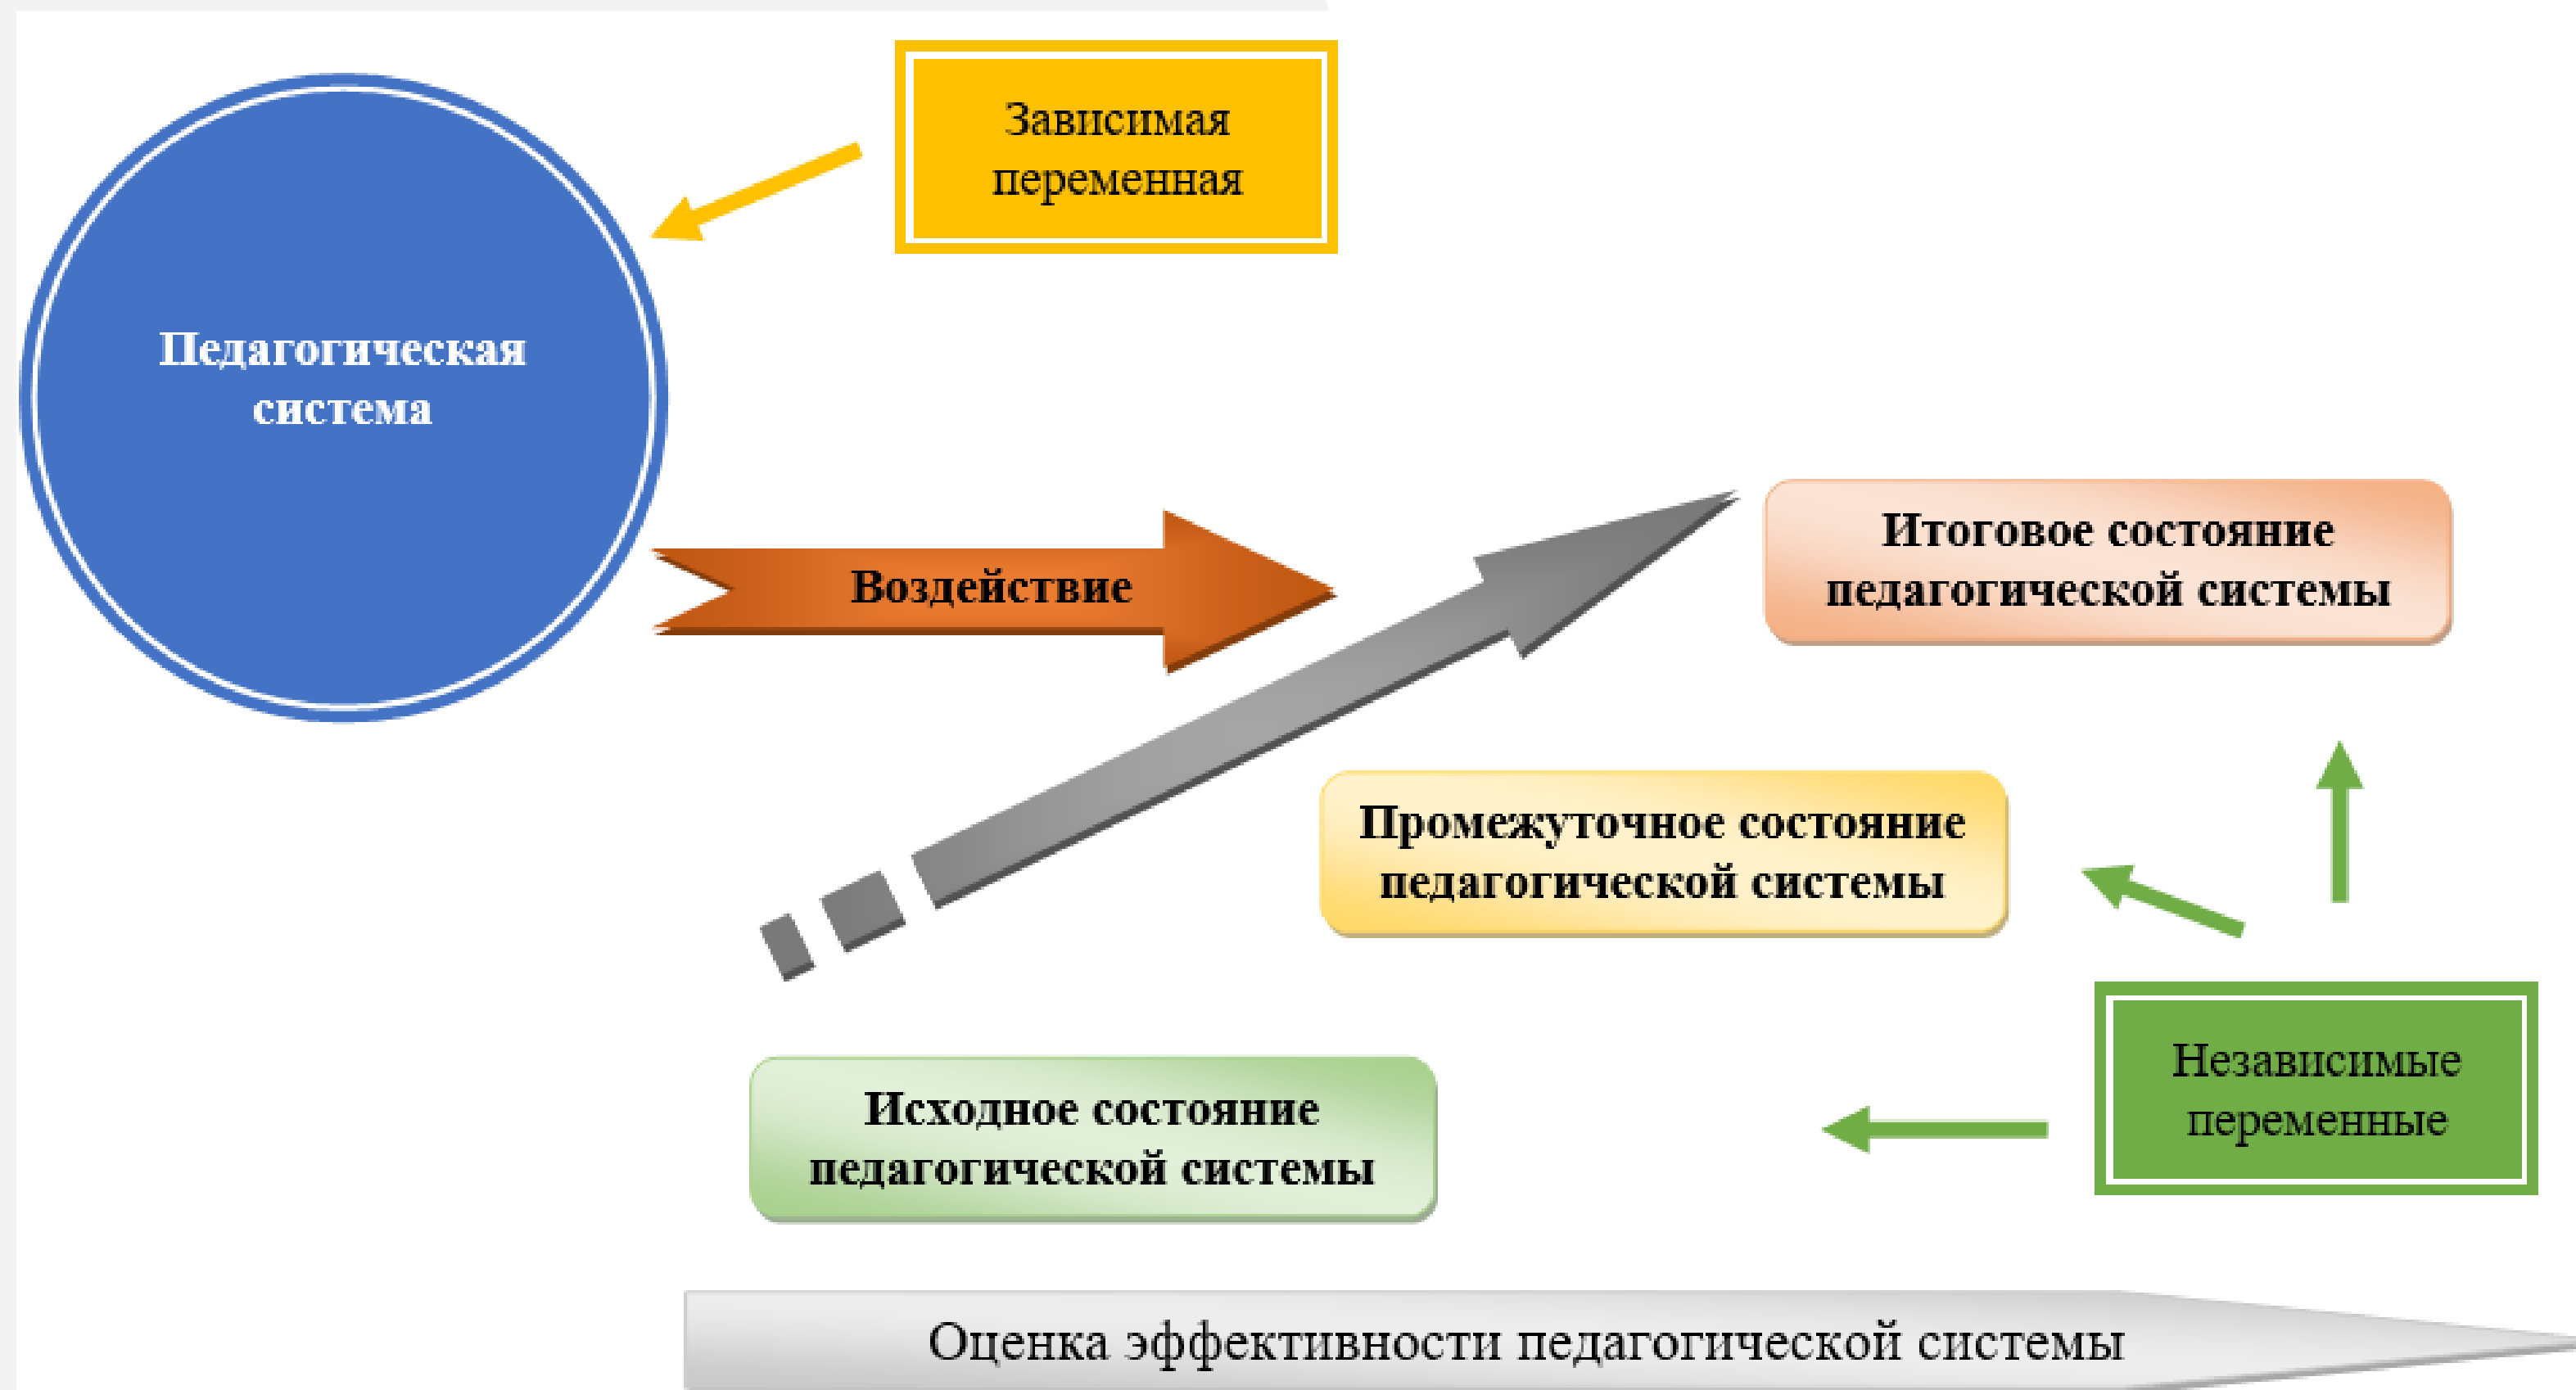 Зависимая
переменная
Педагогическая
система
Воздействие
Итоговое состояние
педагогической системы
Промежуточное состояние
педагогической системы
Независимые
переменные
Исходное состояние
педагогической системы
Оценка эффективности педагогической системы